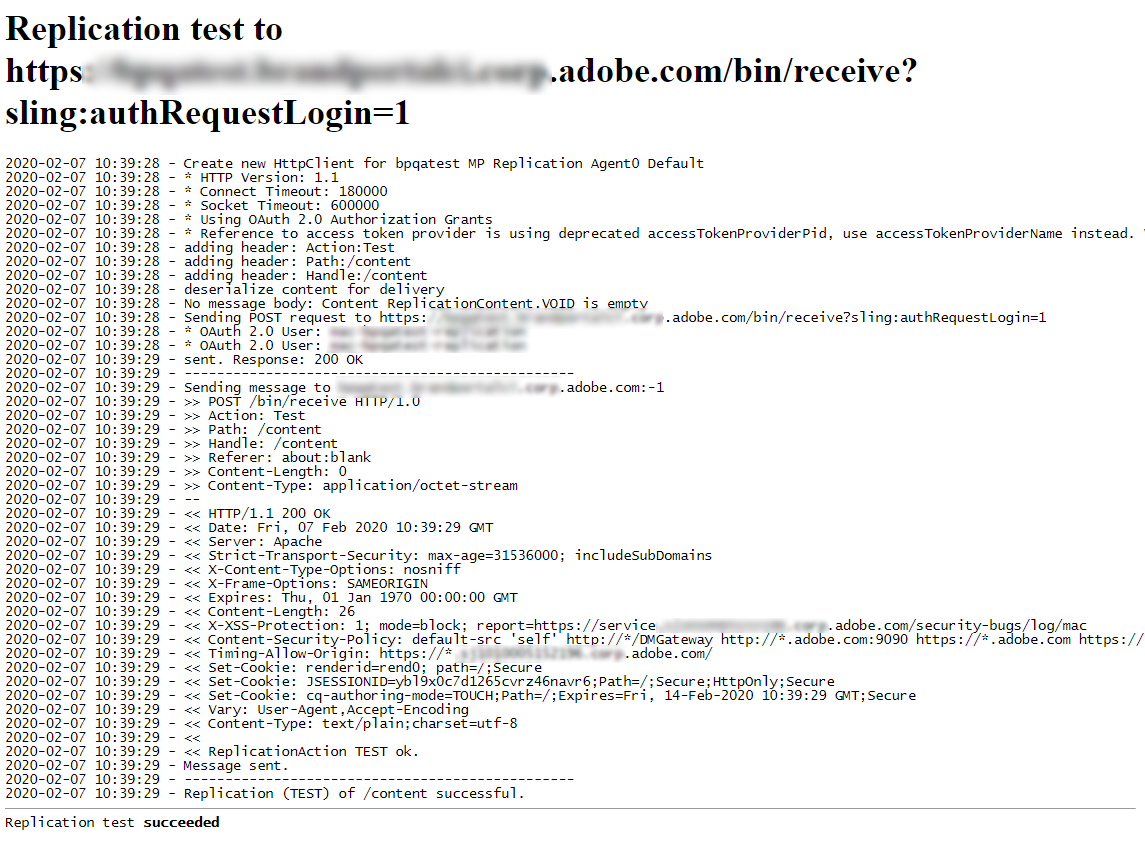 Replication test to
https .adobe.com/bin/receive?
sling:authRequestLogin=1
2020-02-07 10:39:28 - Create new HttpClient for bpqatest MP Replication Agent0 Default
2020-02-07 10:39:28 - * HTTP Version: 1.1
2020-02-07 10:39:28 - * Connect Timeout: 180000
2020-02-07 10:39:28 - * Socket Timeout: 600000
2020-02-07 10:39:28 - * Using OAuth 2.0 Authorization Grants
2020-02-07 10:39:28 - * Reference to access token provider is using deprecated accessTokenProviderPid, use accessTokenProviderName instead.
2020-02-07 10:39:28 - adding header: Action:Test
2020-02-07 10:39:28 - adding header: Path:/content
2020-02-07 10:39:28 - adding header: Handle:/content
2020-02-07 10:39:28 - deserialize content for delivery
2020-02-07 10:39:28 - No message body: Content ReplicationContent.VOID is empty
2020-02-07 10:39:28 - Sending POST request to https: .adobe.com/bin/receive?sling:authRequestLogin=1
2020-02-07 10:39:28 - * OAuth 2.0 User:
2020-02-07 10:39:28 - * OAuth 2.0 User:
2020-02-07 10:39:29 - sent. Response: 200 OK
2020-02-07 10:39:29 - ------------------------------------------------
2020-02-07 10:39:29 - Sending message to .adobe.com:-1
2020-02-07 10:39:29 - >> POST /bin/receive HTTP/1.0
2020-02-07 10:39:29 - >> Action: Test
2020-02-07 10:39:29 - >> Path: /content
2020-02-07 10:39:29 - >> Handle: /content
2020-02-07 10:39:29 - >> Referer: about:blank
2020-02-07 10:39:29 - >> Content-Length: 0
2020-02-07 10:39:29 - >> Content-Type: application/octet-stream
2020-02-07 10:39:29 - --
2020-02-07 10:39:29 - << HTTP/1.1 200 OK
2020-02-07 10:39:29 - << Date: Fri, 07 Feb 2020 10:39:29 GMT
2020-02-07 10:39:29 - << Server: Apache
2020-02-07 10:39:29 - << Strict-Transport-Security: max-age=31536000; includeSubDomains
2020-02-07 10:39:29 - << X-Content-Type-Options: nosniff
2020-02-07 10:39:29 - << X-Frame-Options: SAMEORIGIN
2020-02-07 10:39:29 - << Expires: Thu, 01 Jan 1970 00:00:00 GMT
2020-02-07 10:39:29 - << Content-Length: 26
2020-02-07 10:39:29 - << X-XSS-Protection: 1; mode=block; report=https://service .adobe.com/security-bugs/log/mac
2020-02-07 10:39:29 - << Content-Security-Policy: default-src 'self' http://*/DMGateway http://*.adobe.com:9090 https://*.adobe.com https://
2020-02-07 10:39:29 - << Timing-Allow-Origin: https://*. .adobe.com/
2020-02-07 10:39:29 - << Set-Cookie: renderid=rend0; path=/;Secure
2020-02-07 10:39:29 - << Set-Cookie: JSESSIONID=ybl9x0c7d1265cvrz46navr6;Path=/;Secure;HttpOnly;Secure
2020-02-07 10:39:29 - << Set-Cookie: cq-authoring-mode=TOUCH;Path=/;Expires=Fri, 14-Feb-2020 10:39:29 GMT;Secure
2020-02-07 10:39:29 - << Vary: User-Agent,Accept-Encoding
2020-02-07 10:39:29 - << Content-Type: text/plain;charset=utf-8
2020-02-07 10:39:29 - <<
2020-02-07 10:39:29 - << ReplicationAction TEST ok.
2020-02-07 10:39:29 - Message sent.
2020-02-07 10:39:29 - ------------------------------------------------
2020-02-07 10:39:29 - Replication (TEST) of /content successful.
Replication test succeeded